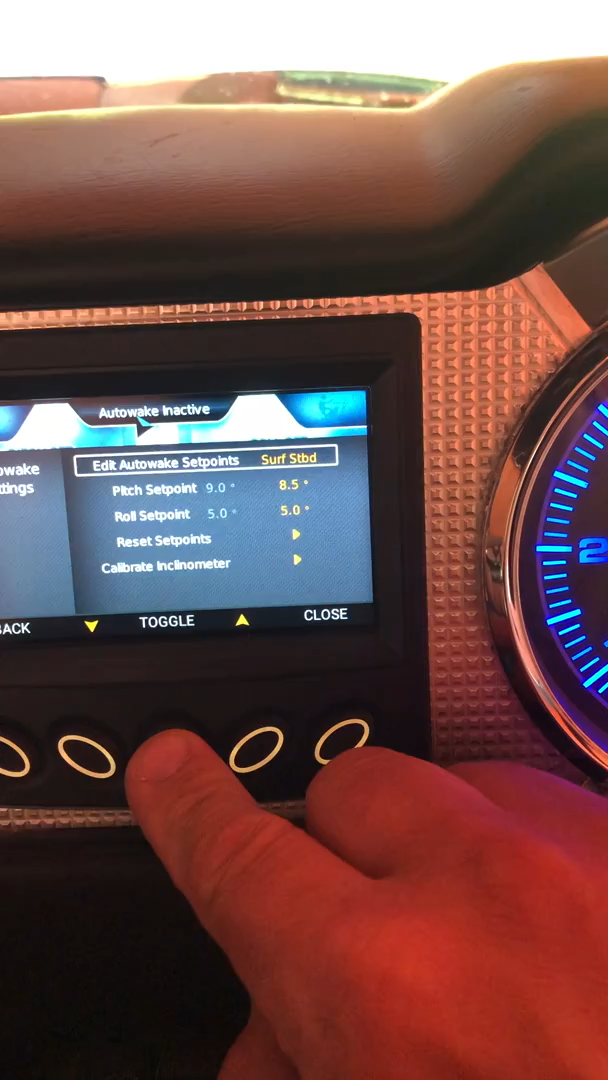 Autowake Inactive
owake
ttings
Edit Autowake Setpoints Surf Stbd
Pitch Setpoint 9.0 ° 8.5 °
Roll Setpoint 5.0 ° 5.0 °
Reset Setpoints
Calibrate Inclinometer
BACK TOGGLE CLOSE
2